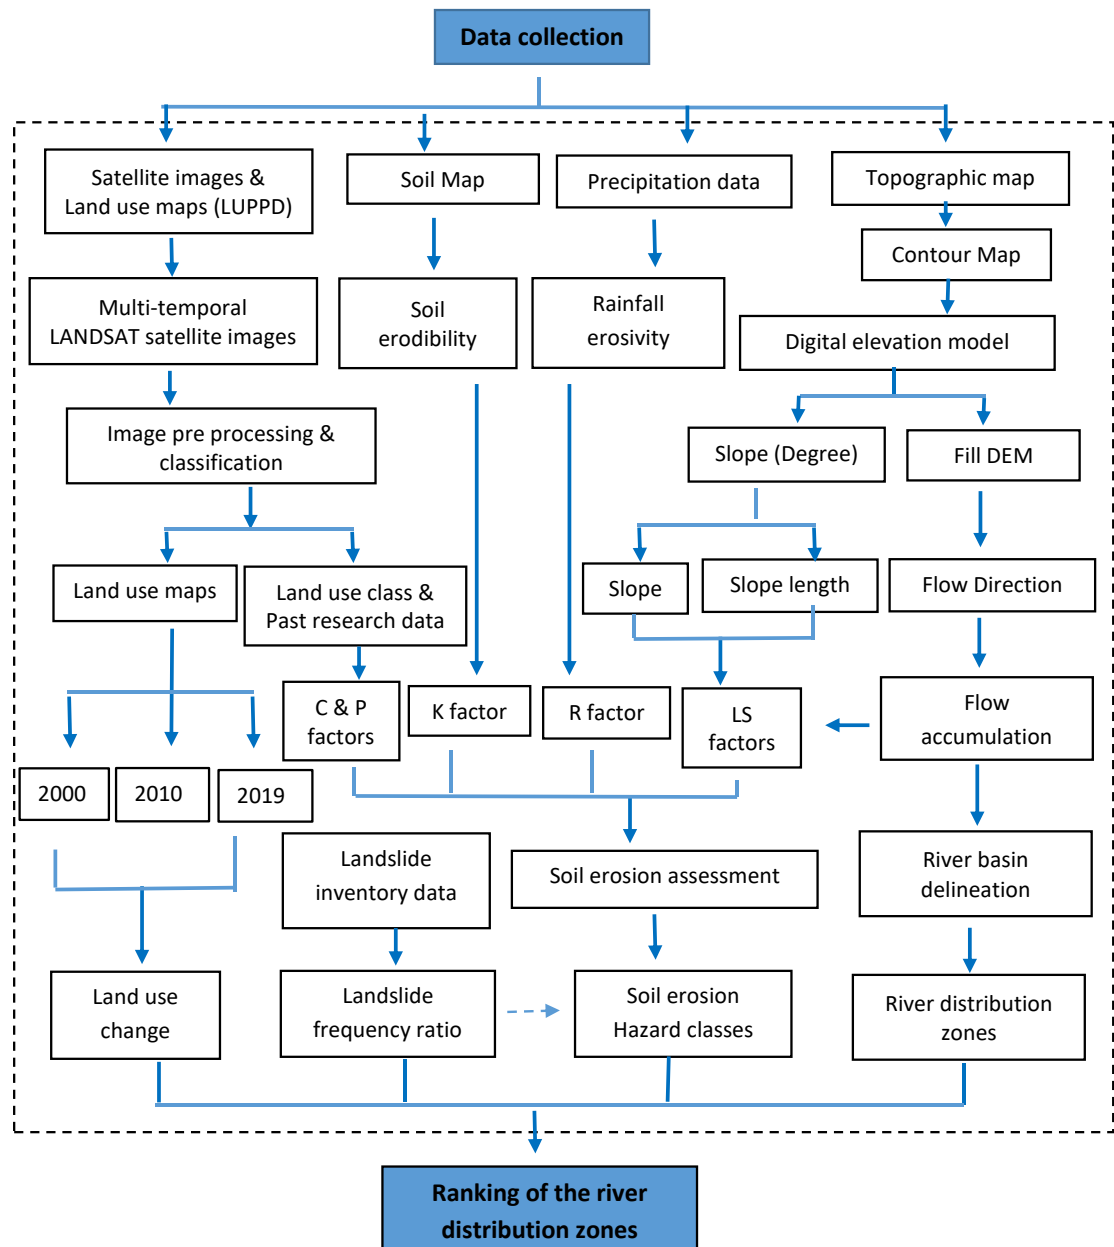 Data collection
Satellite images &
Land use maps (LUPPD)
Soil Map
Precipitation data
Topographic map
Contour Map
Multi-temporal
LANDSAT satellite images
Soil
erodibility
Rainfall
erosivity
Digital elevation model
Image pre processing &
classification
Slope (Degree)
Fill DEM
Land use maps
Land use class &
Past research data
Slope
Slope length
Flow Direction
C & P
factors
K factor
R factor
LS
factors
Flow
accumulation
2000
2010
2019
Landslide
inventory data
Soil erosion assessment
River basin
delineation
Land use
change
Landslide
frequency ratio
Soil erosion
Hazard classes
River distribution
zones
Ranking of the river
distribution zones